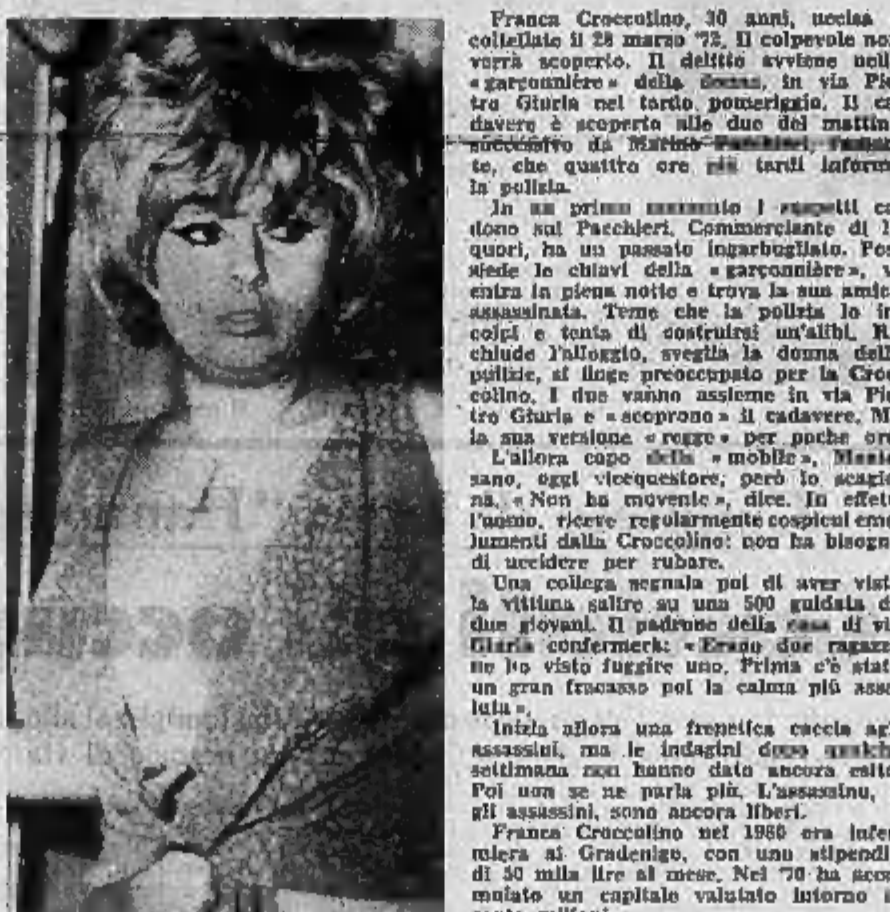 Franca Croccolino, 30 anni, uccisa
coltellate il 28 marzo '72. Il colpevole non
verrà scoperto. Il delitto avviene nell
« garçonnière » della donna, in via Pie
tro Giuria nel tardo pomeriggio. Il ca
davere è scoperto alle due del mattin
successivo da Marino
te, che quattro ore più tardi inform
la polizia.
In un primo momento i sospetti ca
dono sul Pacchieri. Commerciante di li
quori, ha un passato ingarbugliato. Pos
siede le chiavi della « garçonnière », v
entra in piena notte e trova la sua amic
assassinata. Teme che la polizia lo in
colpi e tenta di costruirsi un'alibi. Ri
chiude l'alloggio, sveglia la donna dell
pulizie, si finge preoccupato per la Croc
colino. I due vanno assieme in via Pie
tro Giuria e « scoprono » il cadavere. M
la sua versione « regge » per poche or
L'allora capo della « mobile », Monte
sano, oggi vicequestore, però lo scagio
na. « Non ha movente », dice. In effett
l'uomo, riceve regolarmente cospicui emo
lumenti dalla Croccolino: non ha bisogn
di uccidere per rubare.
Una collega segnala poi di aver vist
la vittima salire su una 500 guidata d
due giovani. Il padrone della casa di vi
Giuria confermerà: « Erano due ragazz
ne ho visto fuggire uno. Prima c'è stat
un gran fracasso poi la calma più asso
luta ».
Inizia allora una frenetica caccia agl
assassini, ma le indagini dopo qualch
settimana non hanno dato ancora esito
Poi non se ne parla più. L'assassino,
gli assassini, sono ancora liberi.
Franca Croccolino nel 1960 era infer
miera al Gradenigo, con uno stipendi
di 50 mila lire al mese. Nel '70 ha accu
mulato un capitale valutato intorno